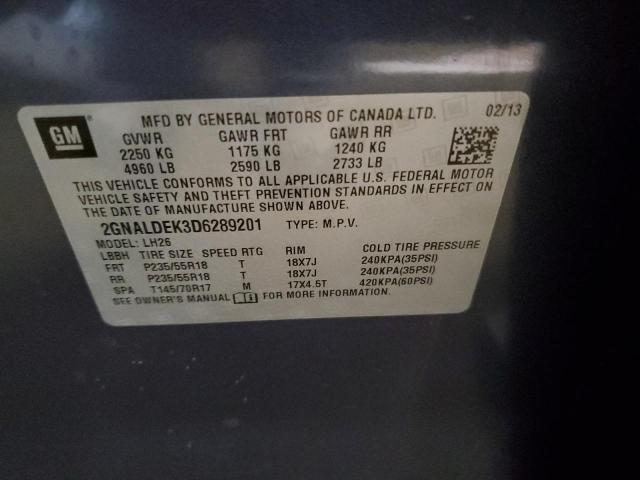 GM
MFD BY GENERAL MOTORS OF CANADA LTD. 02/13
GVWR GAWR FRT GAWR RR
2250 KG 1175 KG 1240 KG
4960 LB 2590 LB 2733 LB
THIS VEHICLE CONFORMS TO ALL APPLICABLE U.S. FEDERAL MOTOR
VEHICLE SAFETY AND THEFT PREVENTION STANDARDS IN EFFECT ON
THE DATE OF MANUFACTURE SHOWN ABOVE.
2GNALDEK3D6289201 TYPE: M.P.V.
MODEL: LH26
LBBH TIRE SIZE SPEED RTG RIM COLD TIRE PRESSURE
FRT P235/55R18 T 18X7J 240KPA(35PSI)
RR P235/55R18 T 18X7J 240KPA(35PSI)
SPA T145/70R17 M 17X4.5T 420KPA(60PSI)
SEE OWNER'S MANUAL FOR MORE INFORMATION.